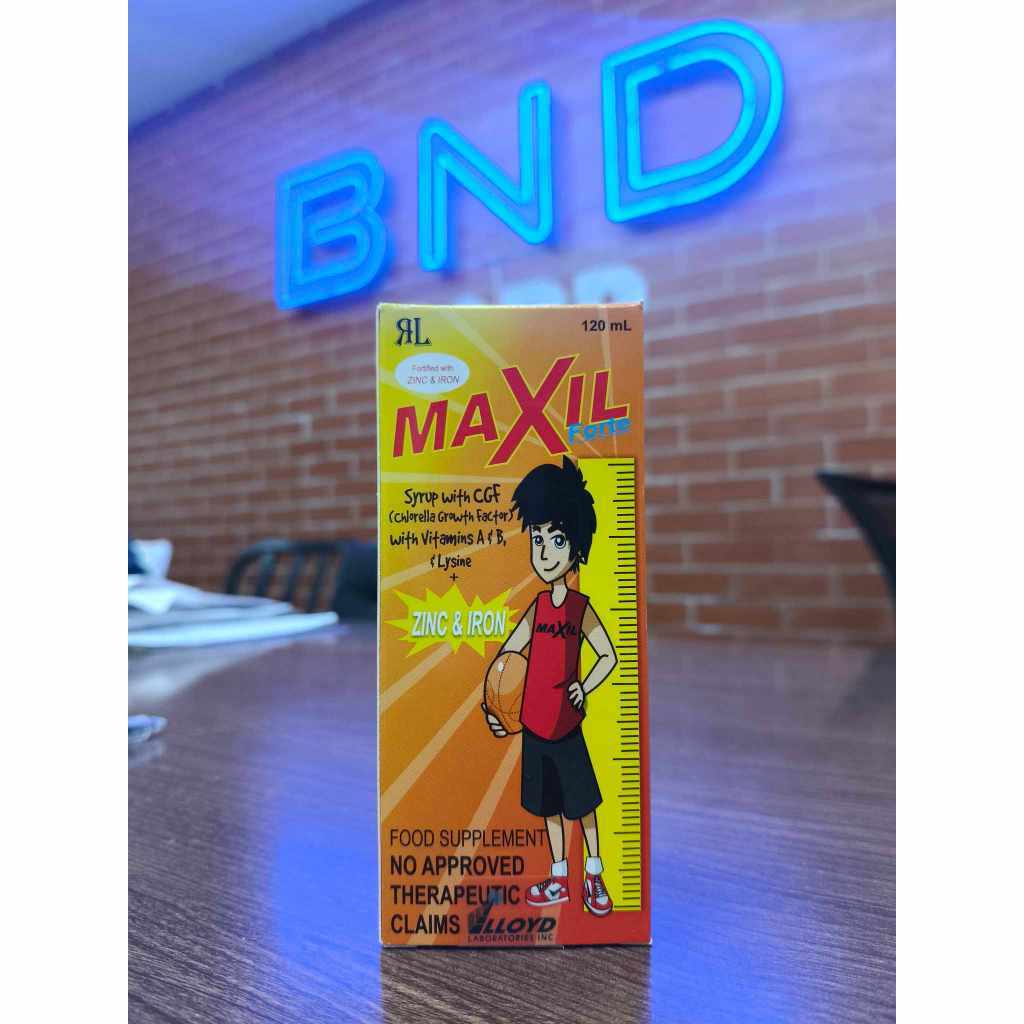 BND
ЯL
120 mL
Fortified with
ZINC & IRON
MAXIL
Forte
Syrup with CGF
(Chlorella Growth Factor)
with Vitamins A & B,
& Lysine
+
ZINC & IRON
MAXIL
FOOD SUPPLEMENT
NO APPROVED
THERAPEUTIC
CLAIMS
LLOYD
LABORATORIES INC